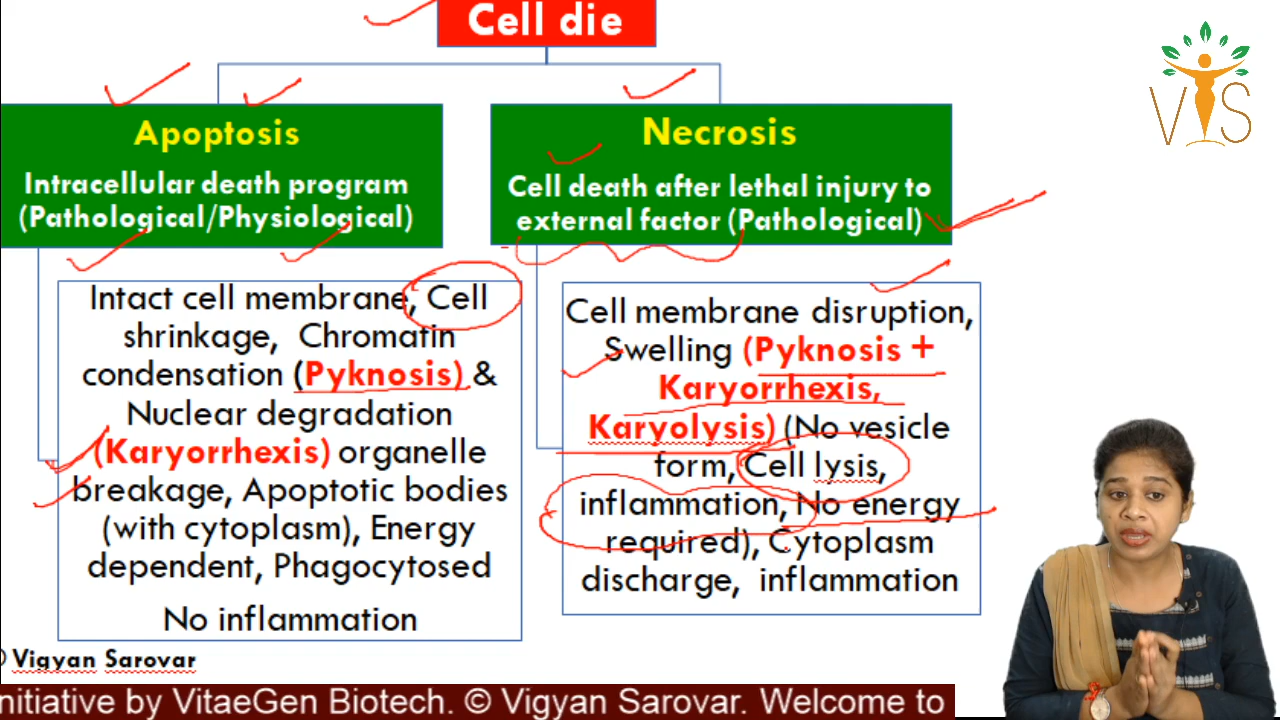 Cell die
Apoptosis
Intracellular death program
(Pathological/Physiological)
Necrosis
Cell death after lethal injury to
external factor (Pathological)
Intact cell membrane, Cell
shrinkage, Chromatin
condensation (Pyknosis) &
Nuclear degradation
(Karyorrhexis) organelle
breakage, Apoptotic bodies
(with cytoplasm), Energy
dependent, Phagocytosed
No inflammation
Cell membrane disruption,
Swelling (Pyknosis +
Karyorrhexis,
Karyolysis) (No vesicle
form, Cell lysis,
inflammation, No energy
required), Cytoplasm
discharge, inflammation
VIS
© Vigyan Sarovar
nitiative by VitaeGen Biotech. © Vigyan Sarovar. Welcome to